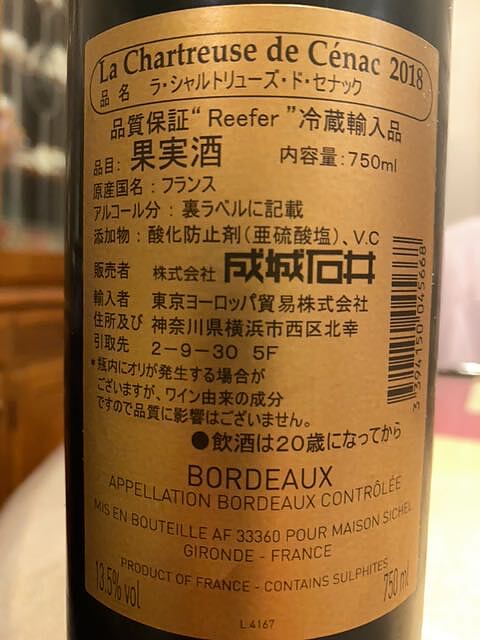 La Chartreuse de Cénac 2018
品 名 ラ・シャルトリューズ・ド・セナック
品質保証“Reefer”冷蔵輸入品
品目: 果実酒 内容量:750ml
原産国名:フランス
アルコール分:裏ラベルに記載
添加物:酸化防止剤(亜硫酸塩)、V.C
販売者 株式会社 成城石井
輸入者 東京ヨーロッパ貿易株式会社
住所及び 神奈川県横浜市西区北幸
引取先 2-9-30 5F
*瓶内にオリが発生する場合が
ございますが、ワイン由来の成分
ですので品質に影響はございません。
●飲酒は20歳になってから
3 394150 045668
BORDEAUX
APPELLATION BORDEAUX CONTRÔLÉE
MIS EN BOUTEILLE AF 33360 POUR MAISON SICHEL
GIRONDE - FRANCE
PRODUCT OF FRANCE - CONTAINS SULPHITES
13.5% vol 750 ml
L.4167